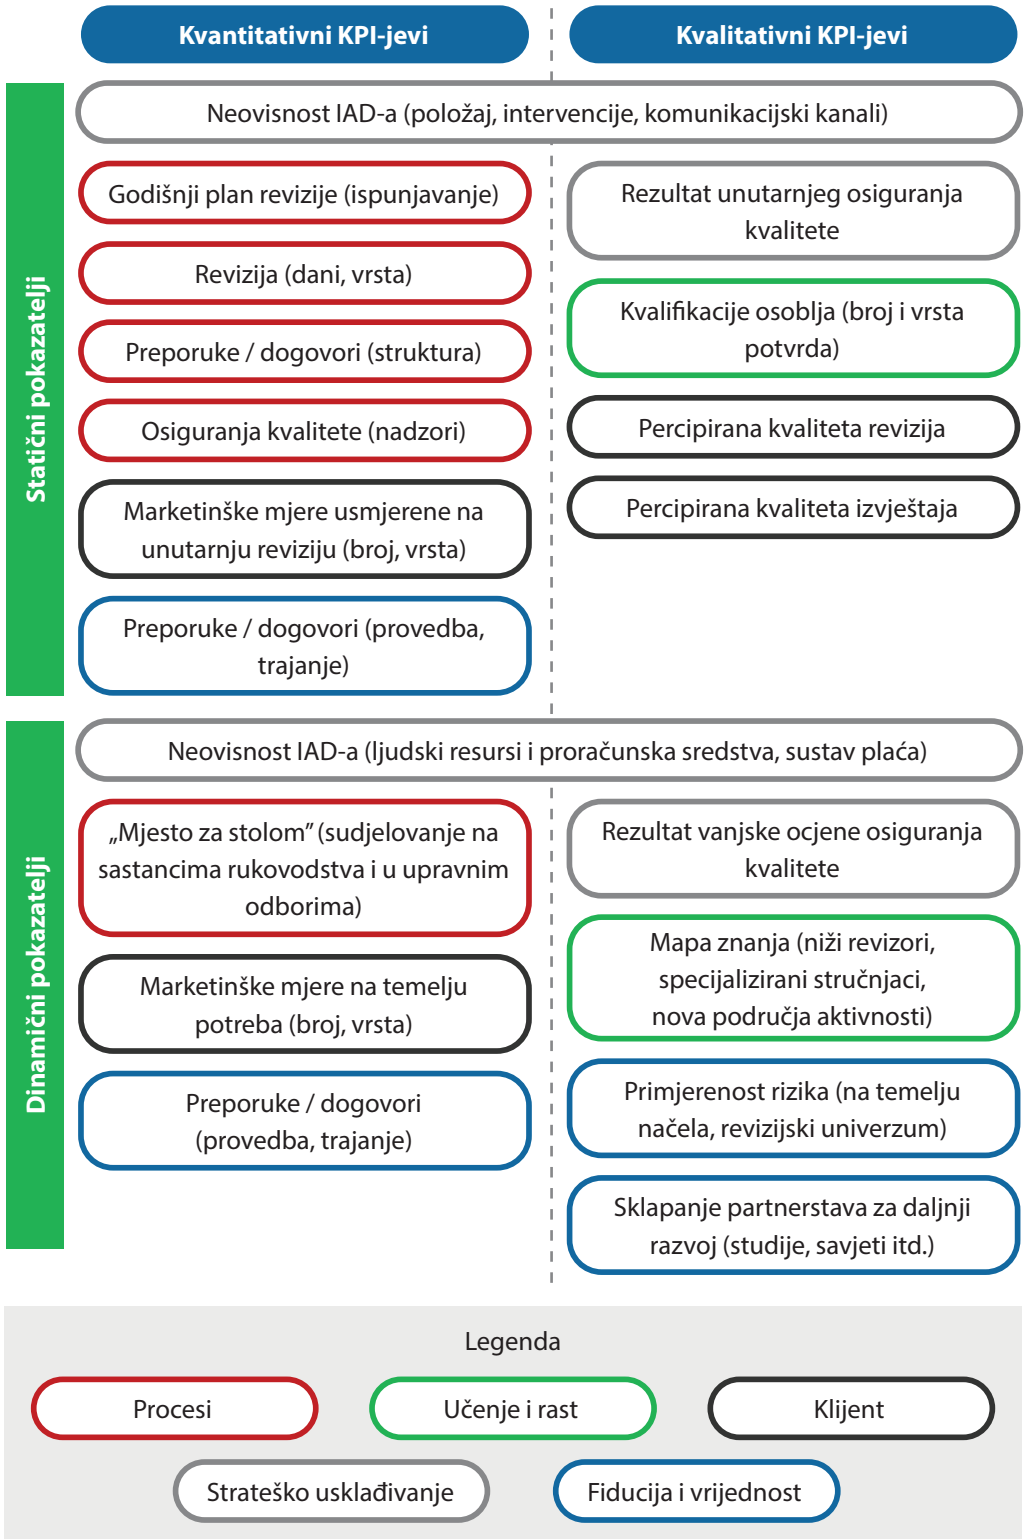 Kvantitativni KPI-jevi
Kvalitativni KPI-jevi
Statični pokazatelji
Neovisnost IAD-a (položaj, intervencije, komunikacijski kanali)
Godišnji plan revizije (ispunjavanje)
Revizija (dani, vrsta)
Preporuke / dogovori (struktura)
Osiguranja kvalitete (nadzori)
Marketinške mjere usmjerene na
unutarnju reviziju (broj, vrsta)
Preporuke / dogovori (provedba,
trajanje)
Rezultat unutarnjeg osiguranja
kvalitete
Kvalifikacije osoblja (broj i vrsta
potvrda)
Percipirana kvaliteta revizija
Percipirana kvaliteta izvještaja
Dinamični pokazatelji
Neovisnost IAD-a (ljudski resursi i proračunska sredstva, sustav plaća)
„Mjesto za stolom” (sudjelovanje na
sastancima rukovodstva i u upravnim
odborima)
Marketinške mjere na temelju
potreba (broj, vrsta)
Preporuke / dogovori
(provedba, trajanje)
Rezultat vanjske ocjene osiguranja
kvalitete
Mapa znanja (niži revizori,
specijalizirani stručnjaci,
nova područja aktivnosti)
Primjerenost rizika (na temelju
načela, revizijski univerzum)
Sklapanje partnerstava za daljnji
razvoj (studije, savjeti itd.)
Legenda
Procesi
Učenje i rast
Klijent
Strateško usklađivanje
Fiducija i vrijednost